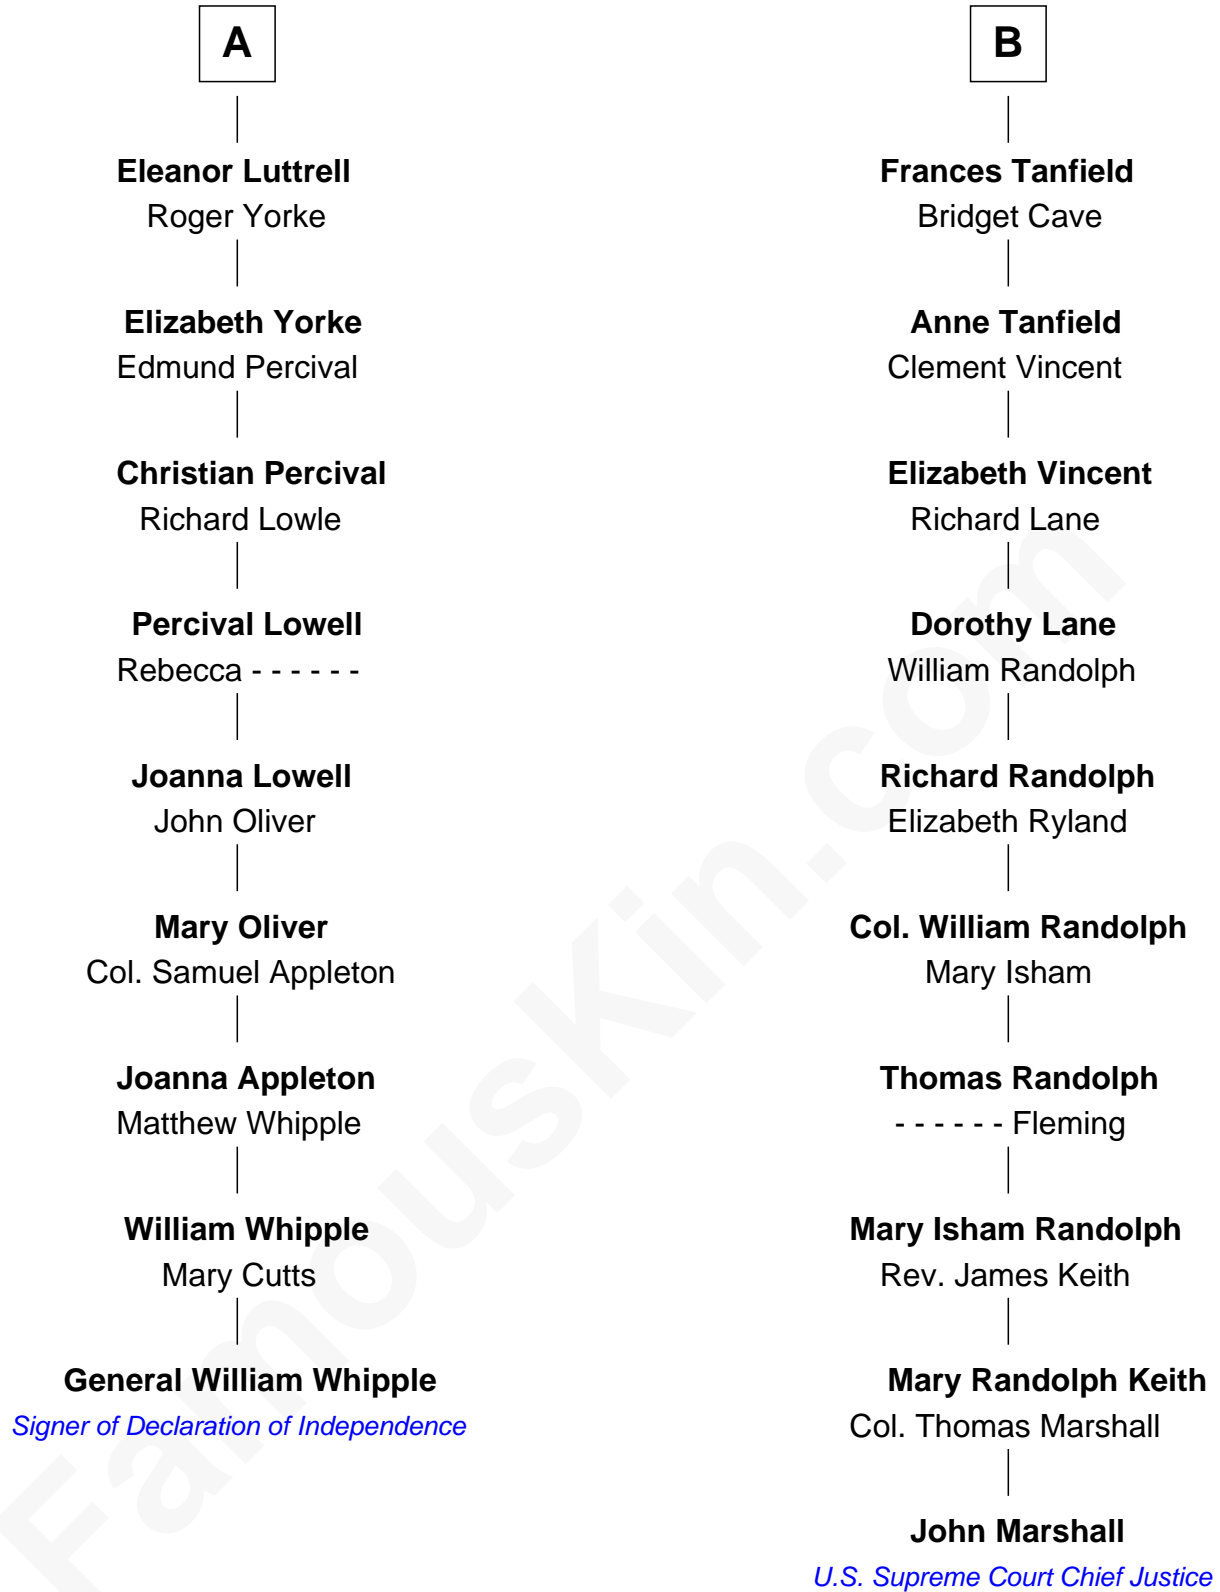 A
Eleanor Luttrell
Roger Yorke
Elizabeth Yorke
Edmund Percival
Christian Percival
Richard Lowle
Percival Lowell
Rebecca - - - - - -
Joanna Lowell
John Oliver
Mary Oliver
Col. Samuel Appleton
Joanna Appleton
Matthew Whipple
William Whipple
Mary Cutts
General William Whipple
Signer of Declaration of Independence
B
Frances Tanfield
Bridget Cave
Anne Tanfield
Clement Vincent
Elizabeth Vincent
Richard Lane
Dorothy Lane
William Randolph
Richard Randolph
Elizabeth Ryland
Col. William Randolph
Mary Isham
Thomas Randolph
- - - - - - Fleming
Mary Isham Randolph
Rev. James Keith
Mary Randolph Keith
Col. Thomas Marshall
John Marshall
U.S. Supreme Court Chief Justice
FamousKin.com